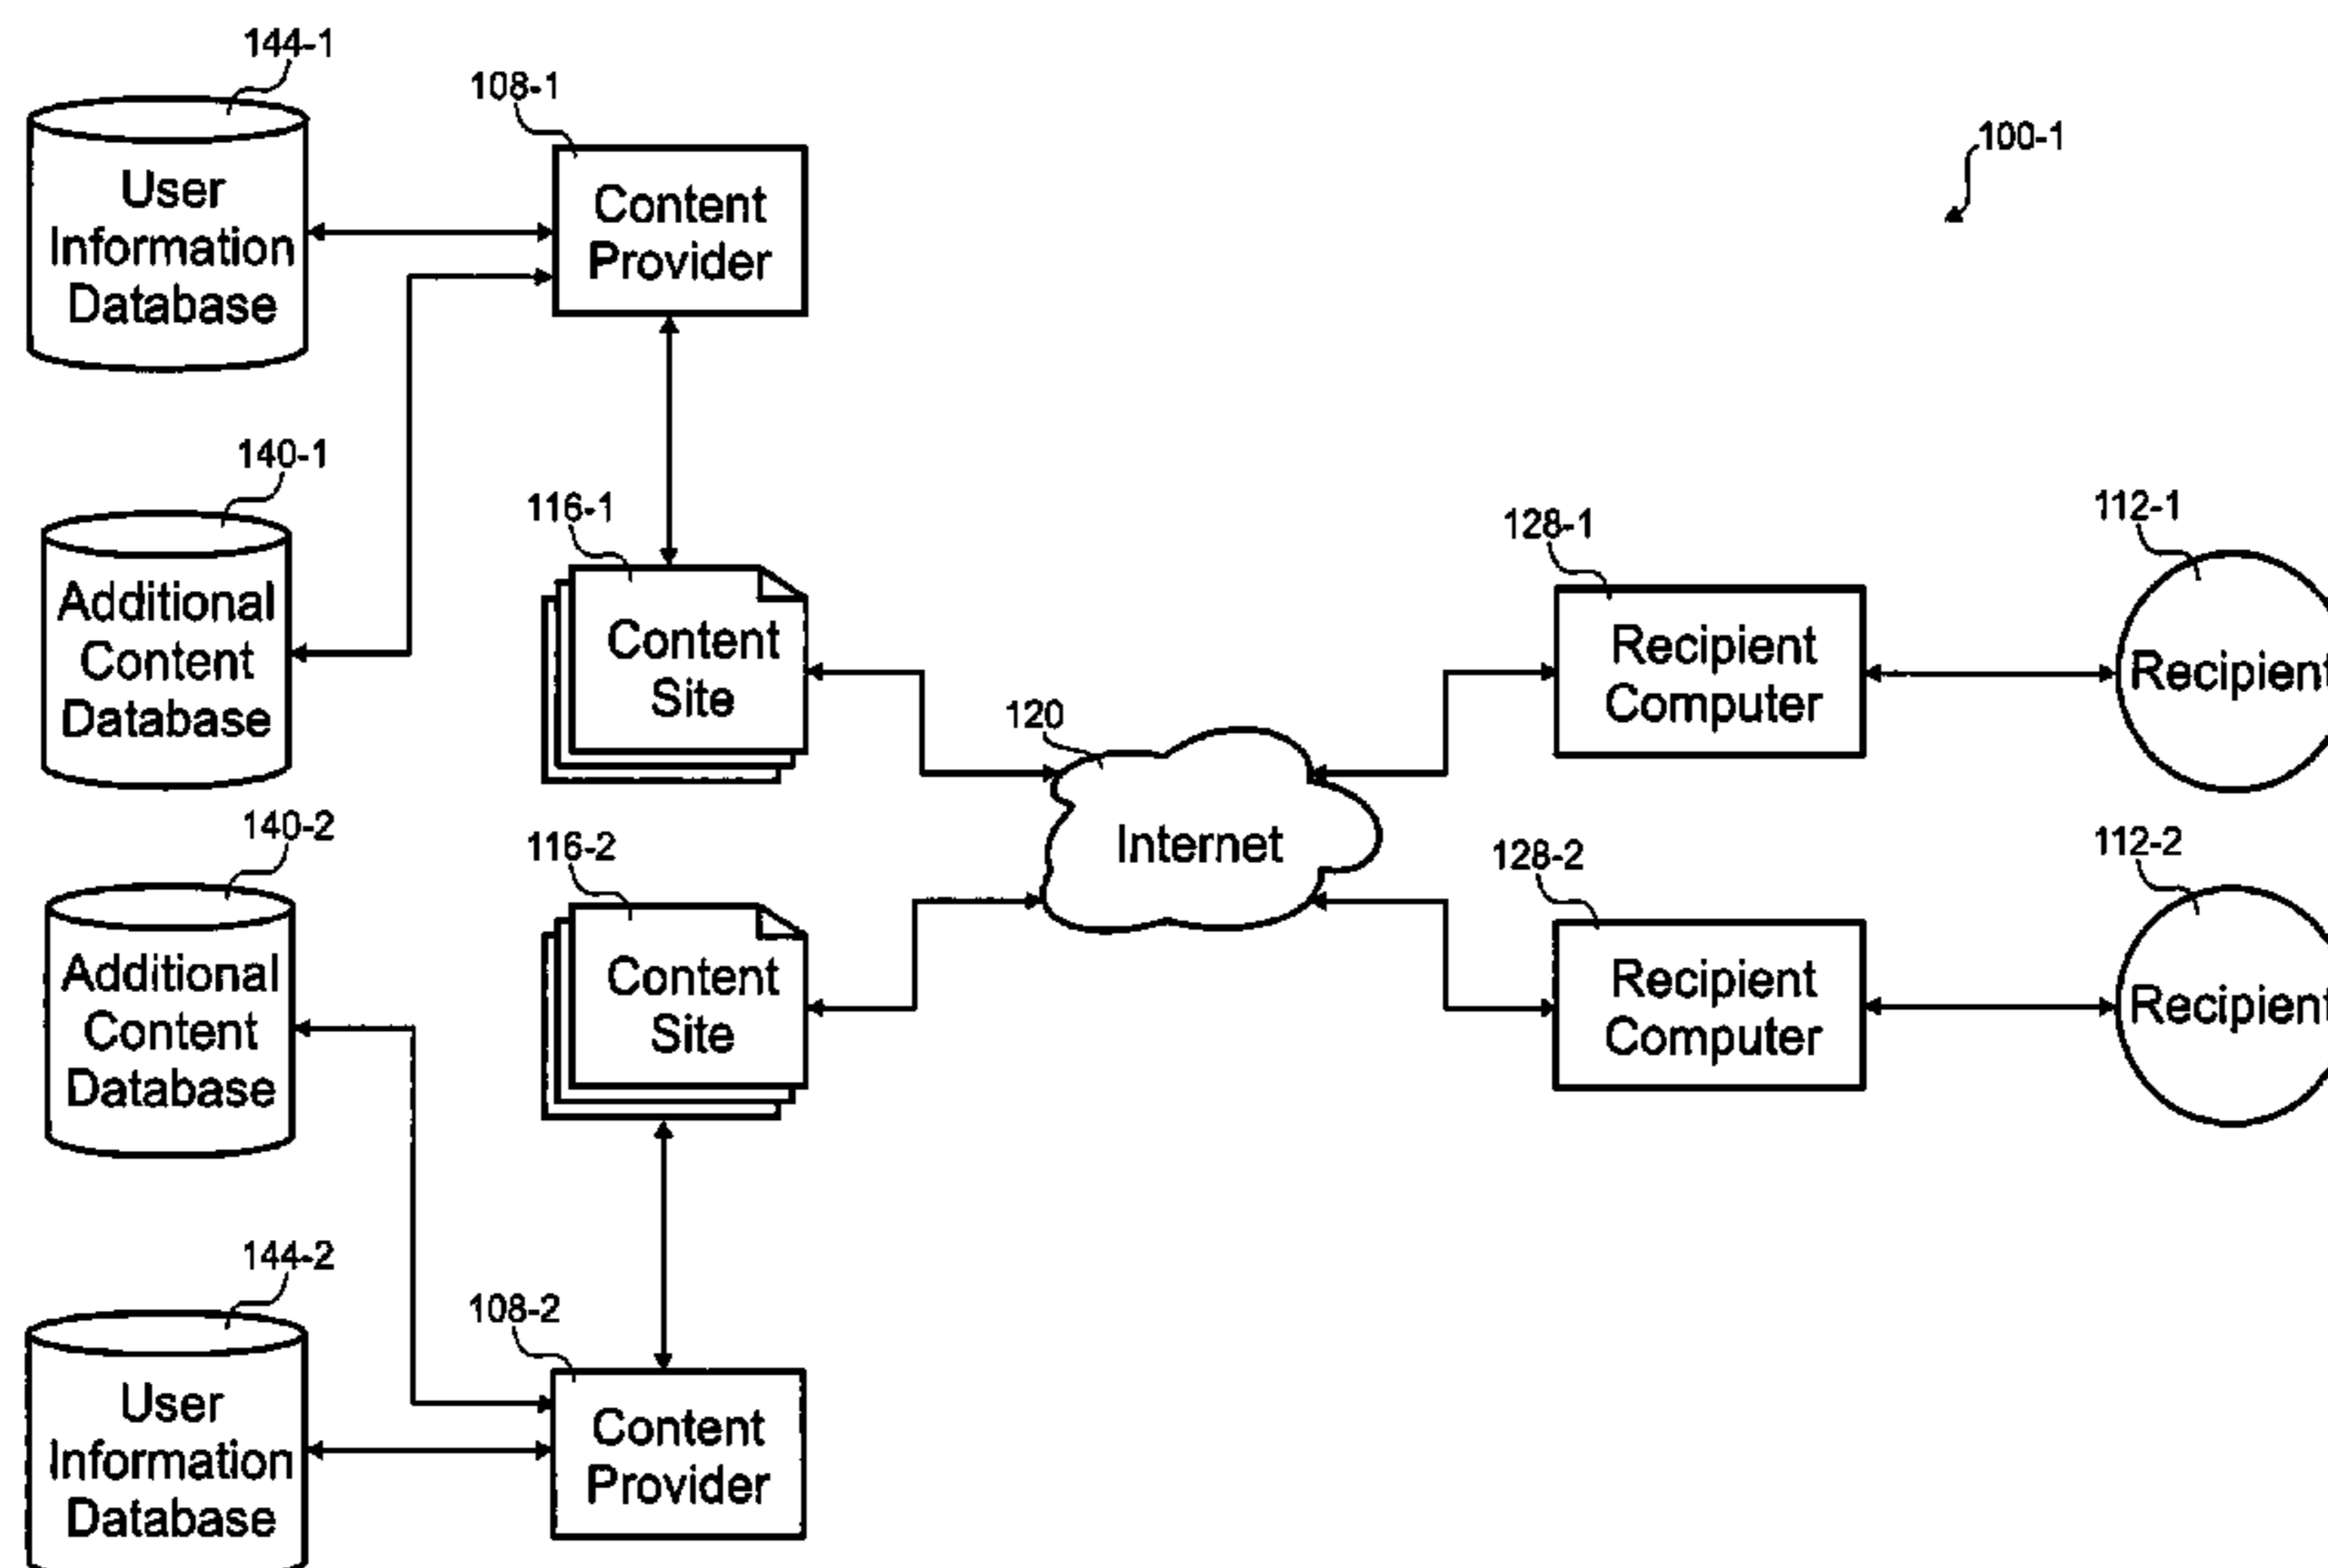 144-1
User
Information
Database
108-1
Content
Provider
100-1
140-1
Additional
Content
Database
116-1
Content
Site
120
Internet
128-1
Recipient
Computer
112-1
Recipient
140-2
Additional
Content
Database
116-2
Content
Site
128-2
Recipient
Computer
112-2
Recipient
144-2
User
Information
Database
108-2
Content
Provider